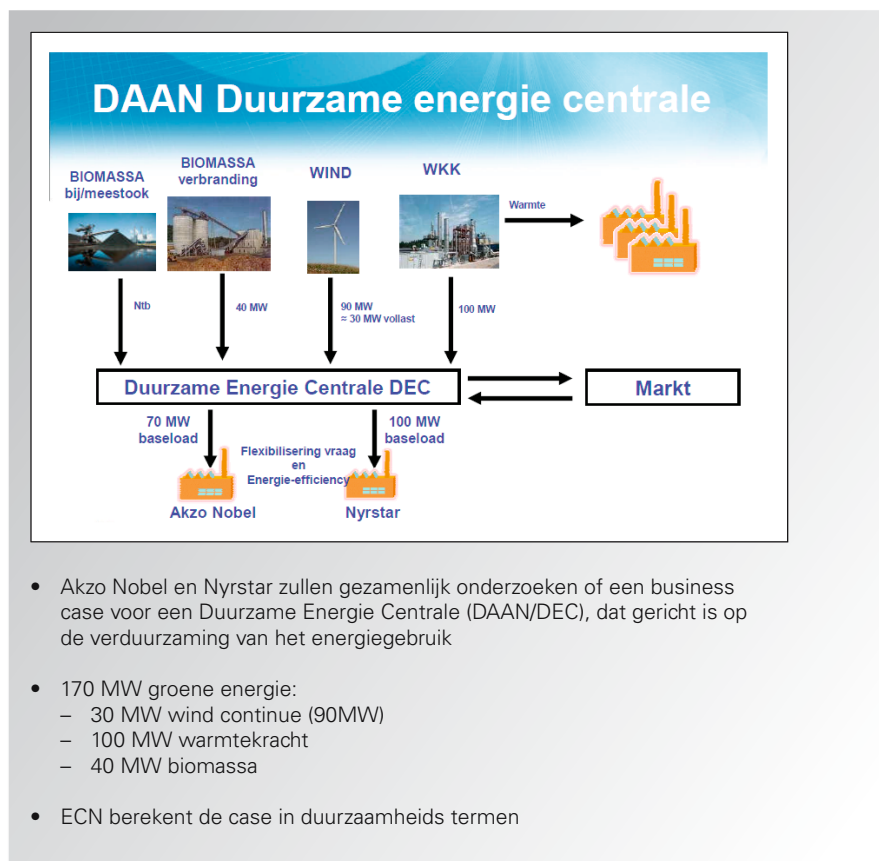 DAAN Duurzame energie centrale
BIOMASSA
bij/meestook
BIOMASSA
verbranding
WIND
WKK
Warmte
Ntb
40 MW
90 MW
≈ 30 MW vollast
100 MW
Duurzame Energie Centrale DEC
Markt
70 MW
baseload
100 MW
baseload
Flexibilisering vraag
en
Energie-efficiency
Akzo Nobel
Nyrstar
• Akzo Nobel en Nyrstar zullen gezamenlijk onderzoeken of een business
case voor een Duurzame Energie Centrale (DAAN/DEC), dat gericht is op
de verduurzaming van het energiegebruik
• 170 MW groene energie:
– 30 MW wind continue (90MW)
– 100 MW warmtekracht
– 40 MW biomassa
• ECN berekent de case in duurzaamheids termen